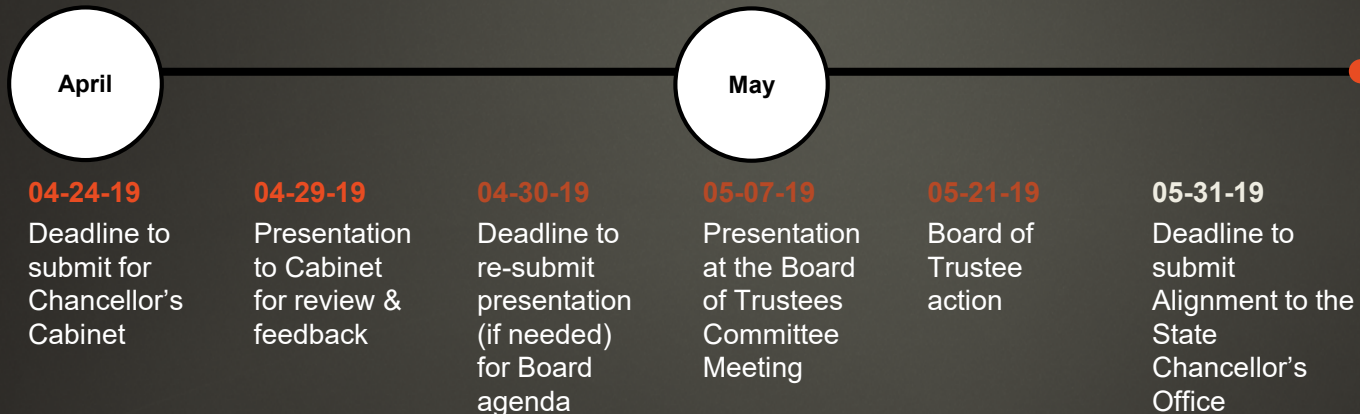 April
May
04-24-19
Deadline to
submit for
Chancellor’s
Cabinet
04-29-19
Presentation
to Cabinet
for review &
feedback
04-30-19
Deadline to
re-submit
presentation
(if needed)
for Board
agenda
05-07-19
Presentation
at the Board
of Trustees
Committee
Meeting
05-21-19
Board of
Trustee
action
05-31-19
Deadline to
submit
Alignment to the
State
Chancellor’s
Office